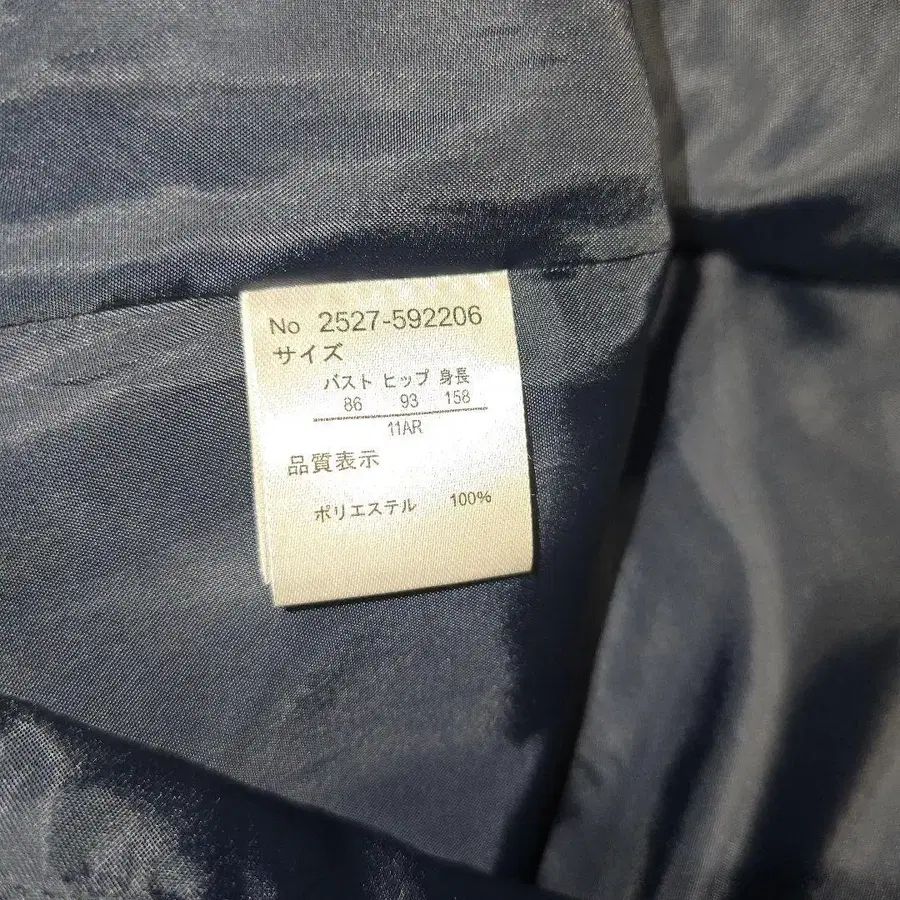 No 2527-592206
サイズ
バスト ヒップ 身長
86 93 158
11AR
品質表示
ポリエステル 100%